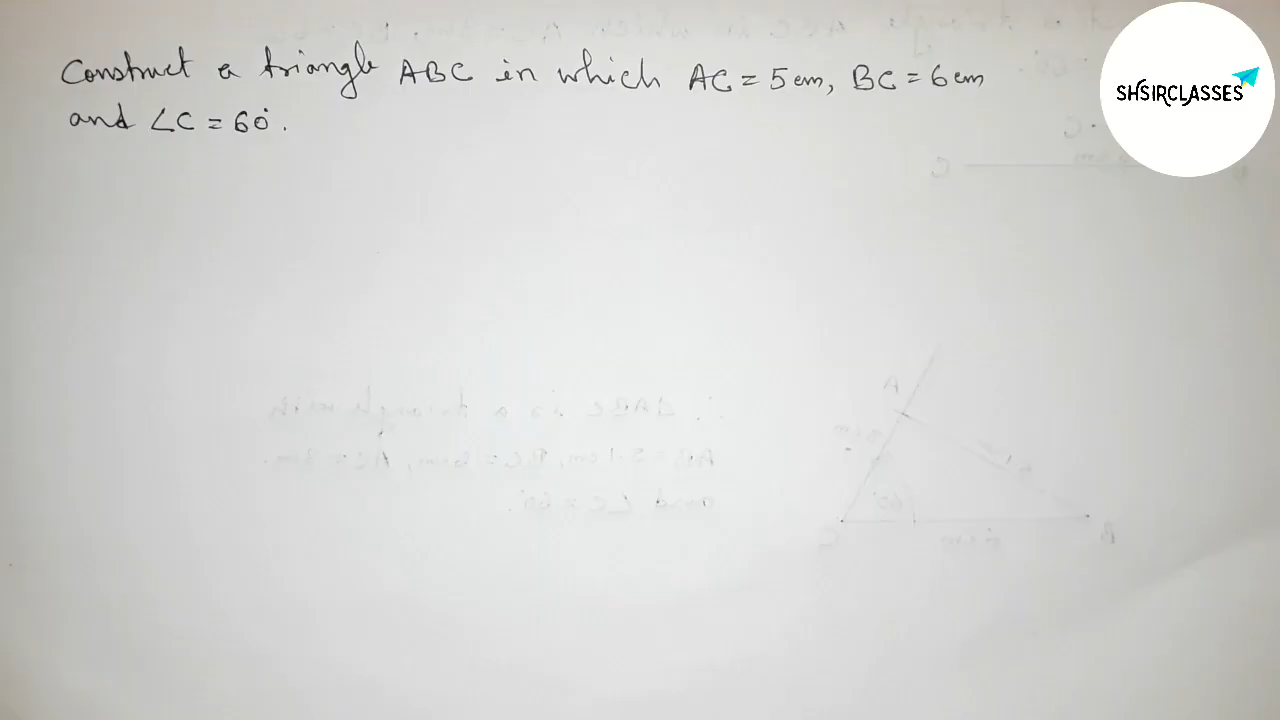 Construct a triangle ABC in which AC = 5 cm, BC = 6 cm
and ∠C = 60°.
SHSIRCLASSES